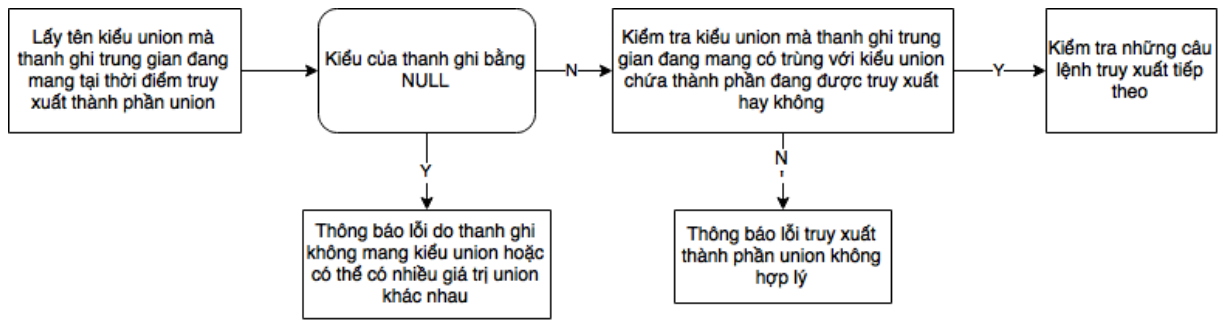 Lấy tên kiểu union mà
thanh ghi trung gian đang
mang tại thời điểm truy
xuất thành phần union
Kiểu của thanh ghi bằng
NULL
N
Kiểm tra kiểu union mà thanh ghi trung
gian đang mang có trùng với kiểu union
chứa thành phần đang được truy xuất
hay không
Y
Kiểm tra những câu
lệnh truy xuất tiếp
theo
Y
N
Thông báo lỗi do thanh ghi
không mang kiểu union hoặc
có thể có nhiều giá trị union
khác nhau
Thông báo lỗi truy xuất
thành phần union không
hợp lý